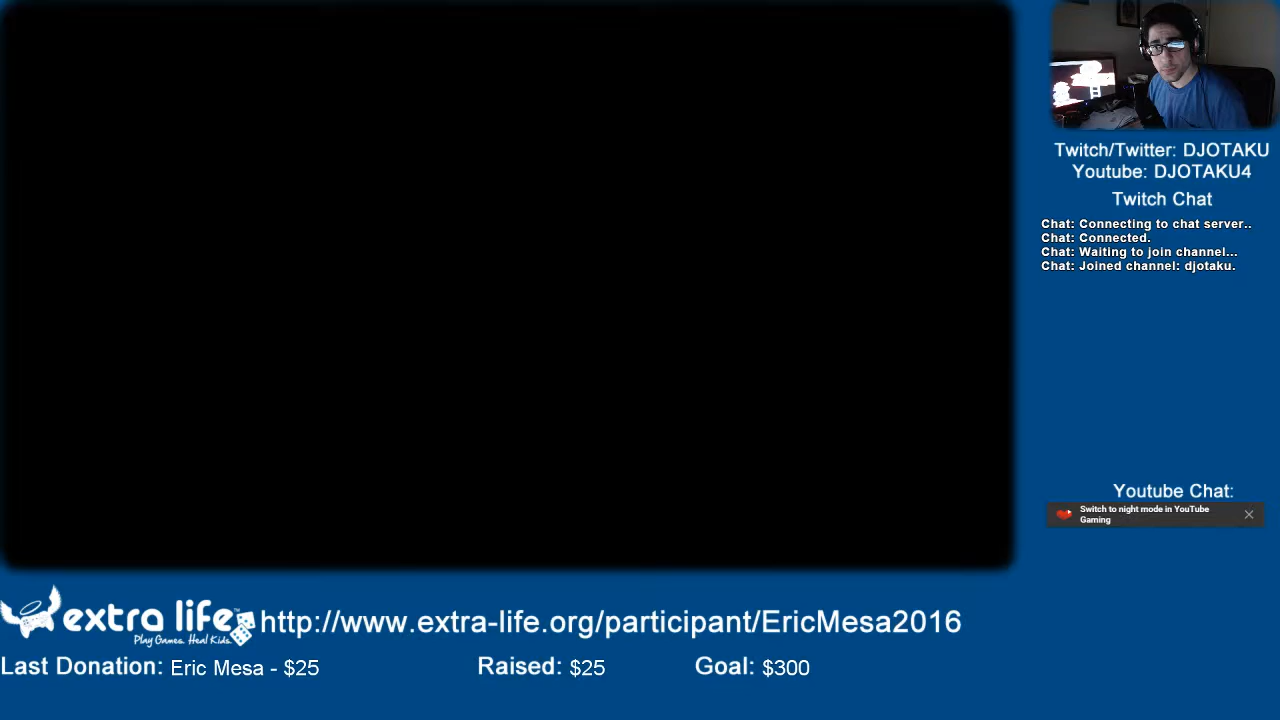 Twitch/Twitter: DJOTAKU
Youtube: DJOTAKU4
Twitch Chat
Chat: Connecting to chat server..
Chat: Connected.
Chat: Waiting to join channel...
Chat: Joined channel: djotaku.
Youtube Chat:
Switch to night mode in YouTube
Gaming
extra life™
Play Games. Heal Kids.
http://www.extra-life.org/participant/EricMesa2016
Last Donation: Eric Mesa - $25
Raised: $25
Goal: $300